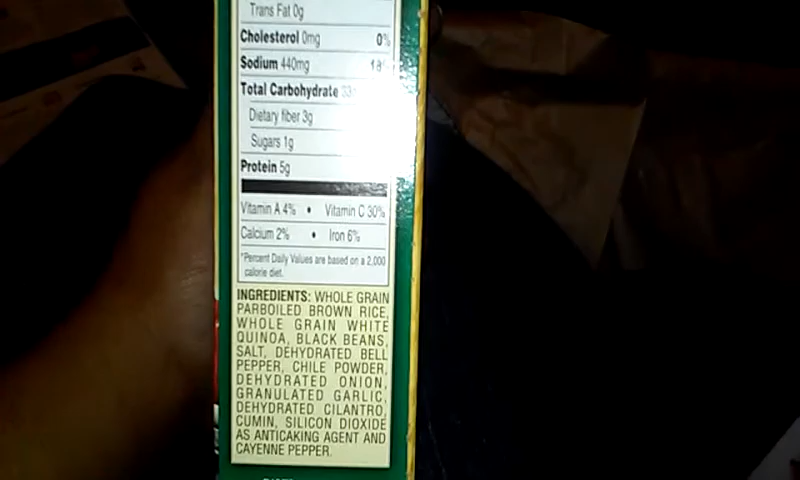 Trans Fat 0g
Cholesterol 0mg 0%
Sodium 440mg 18%
Total Carbohydrate
Dietary fiber 3g
Sugars 1g
Protein 5g
Vitamin A 4% • Vitamin C 30%
Calcium 2% • Iron 6%
*Percent Daily Values are based on a 2,000
calorie diet.
INGREDIENTS: WHOLE GRAIN
PARBOILED BROWN RICE,
WHOLE GRAIN WHITE
QUINOA, BLACK BEANS,
SALT, DEHYDRATED BELL
PEPPER, CHILE POWDER,
DEHYDRATED ONION,
GRANULATED GARLIC,
DEHYDRATED CILANTRO,
CUMIN, SILICON DIOXIDE
AS ANTICAKING AGENT AND
CAYENNE PEPPER.